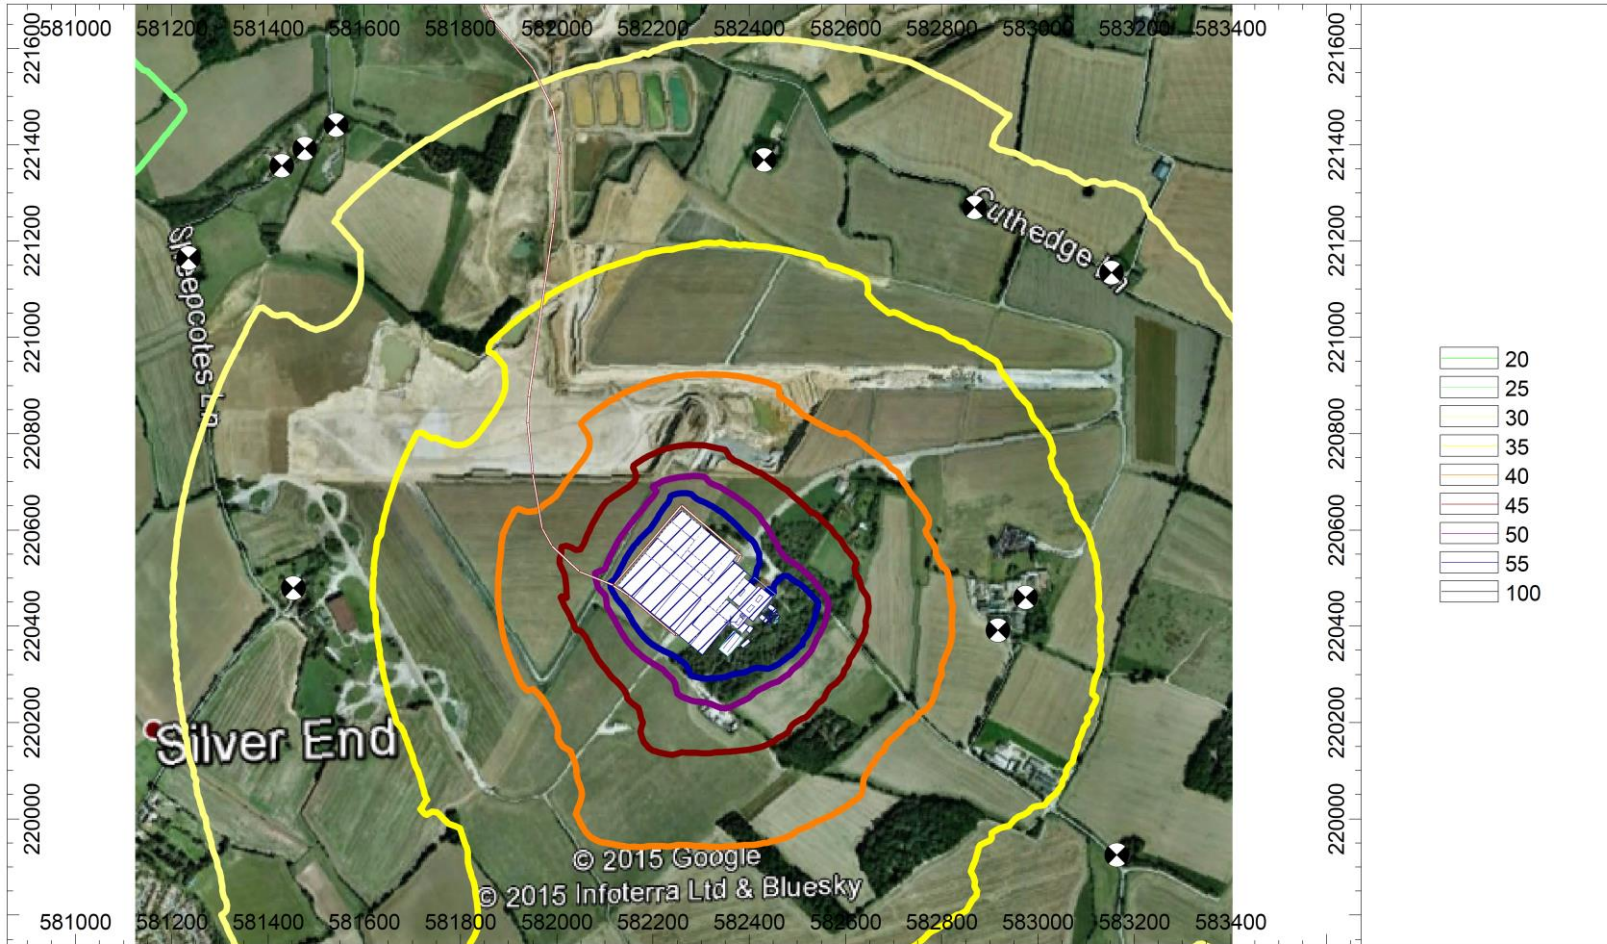 581000 581200 581400 581600 581800 582000 582200 582400 582600 582800 583000 583200 583400
221600 221400 221200 221000 220800 220600 220400 220200 220000
Cuthedge Ln
Sheepcotes Ln
Silver End
© 2015 Google
© 2015 Infoterra Ltd & Bluesky
581000 581200 581400 581600 581800 582000 582200 582400 582600 582800 583000 583200 583400
221600 221400 221200 221000 220800 220600 220400 220200 220000
20
25
30
35
40
45
50
55
100